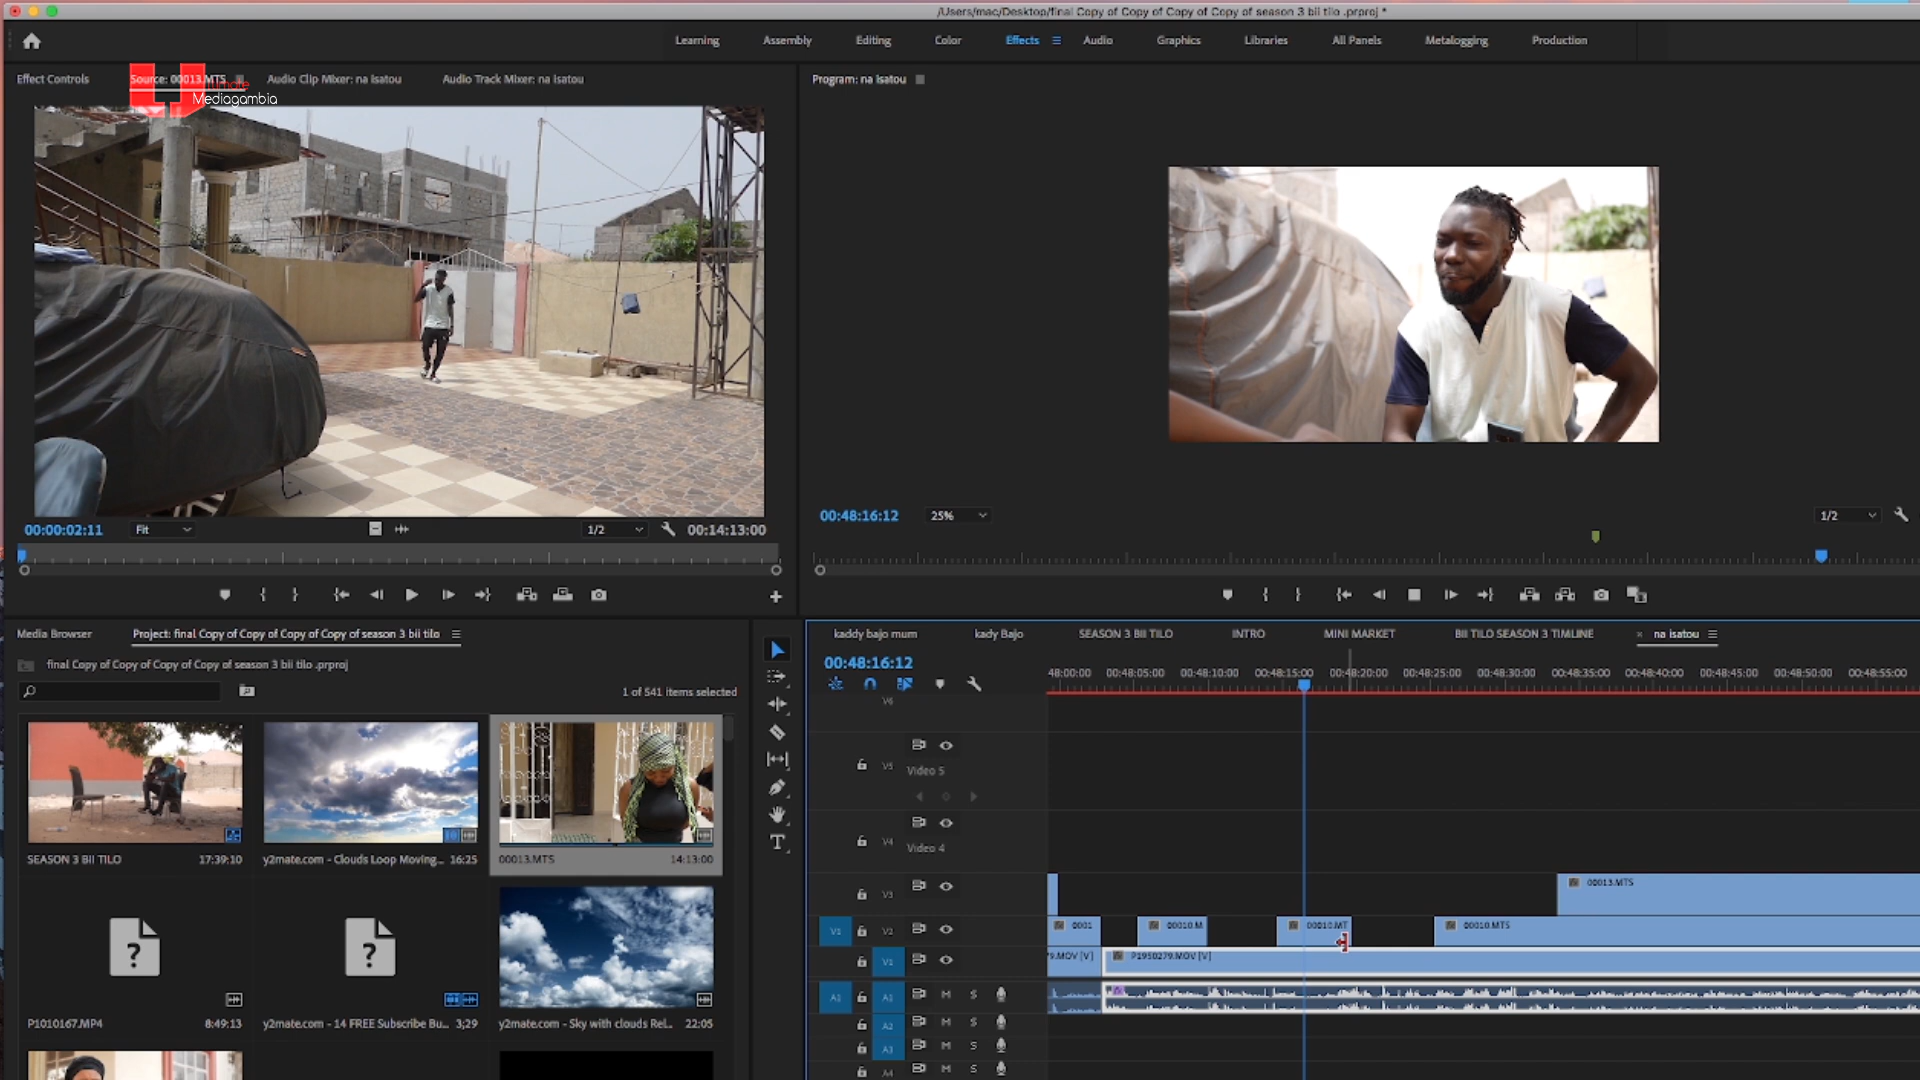 /Users/mac/Desktop/final Copy of Copy of Copy of Copy of season 3 bii tilo .prproj *
Learning Assembly Editing Color Effects Audio Graphics Libraries All Panels Metalogging Production
Effect Controls Source: 00013.MTS Audio Clip Mixer: na isatou Audio Track Mixer: na isatou
Program: na isatou
Mediagambia
00:00:02:11 Fit 1/2 00:14:13:00
00:48:16:12 25% 1/2
Media Browser Project: final Copy of Copy of Copy of Copy of season 3 bii tilo
final Copy of Copy of Copy of Copy of season 3 bii tilo .prproj
1 of 541 items selected
SEASON 3 BII TILO 17:39:10
y2mate.com - Clouds Loop Moving... 16:25
00013.MTS 14:13:00
P1010167.MP4 8:49:13
y2mate.com - 14 FREE Subscribe Bu... 3;29
y2mate.com - Sky with clouds Rel... 22:05
kaddy bajo mum kady Bajo SEASON 3 BII TILO INTRO MINI MARKET BII TILO SEASON 3 TIMLINE × na isatou
00:48:16:12
48:00:00 00:48:05:00 00:48:10:00 00:48:15:00 00:48:20:00 00:48:25:00 00:48:30:00 00:48:35:00 00:48:40:00 00:48:45:00 00:48:50:00 00:48:55:00
V6
V5 Video 5
V4 Video 4
V3 00013.MTS
V1 V2 0001 00010.M 00010.MT 00010.MTS
V1 9.MOV [V] P1950279.MOV [V]
A1 A1 M S fx
A2 M S
A3 M S
A4 M S
T